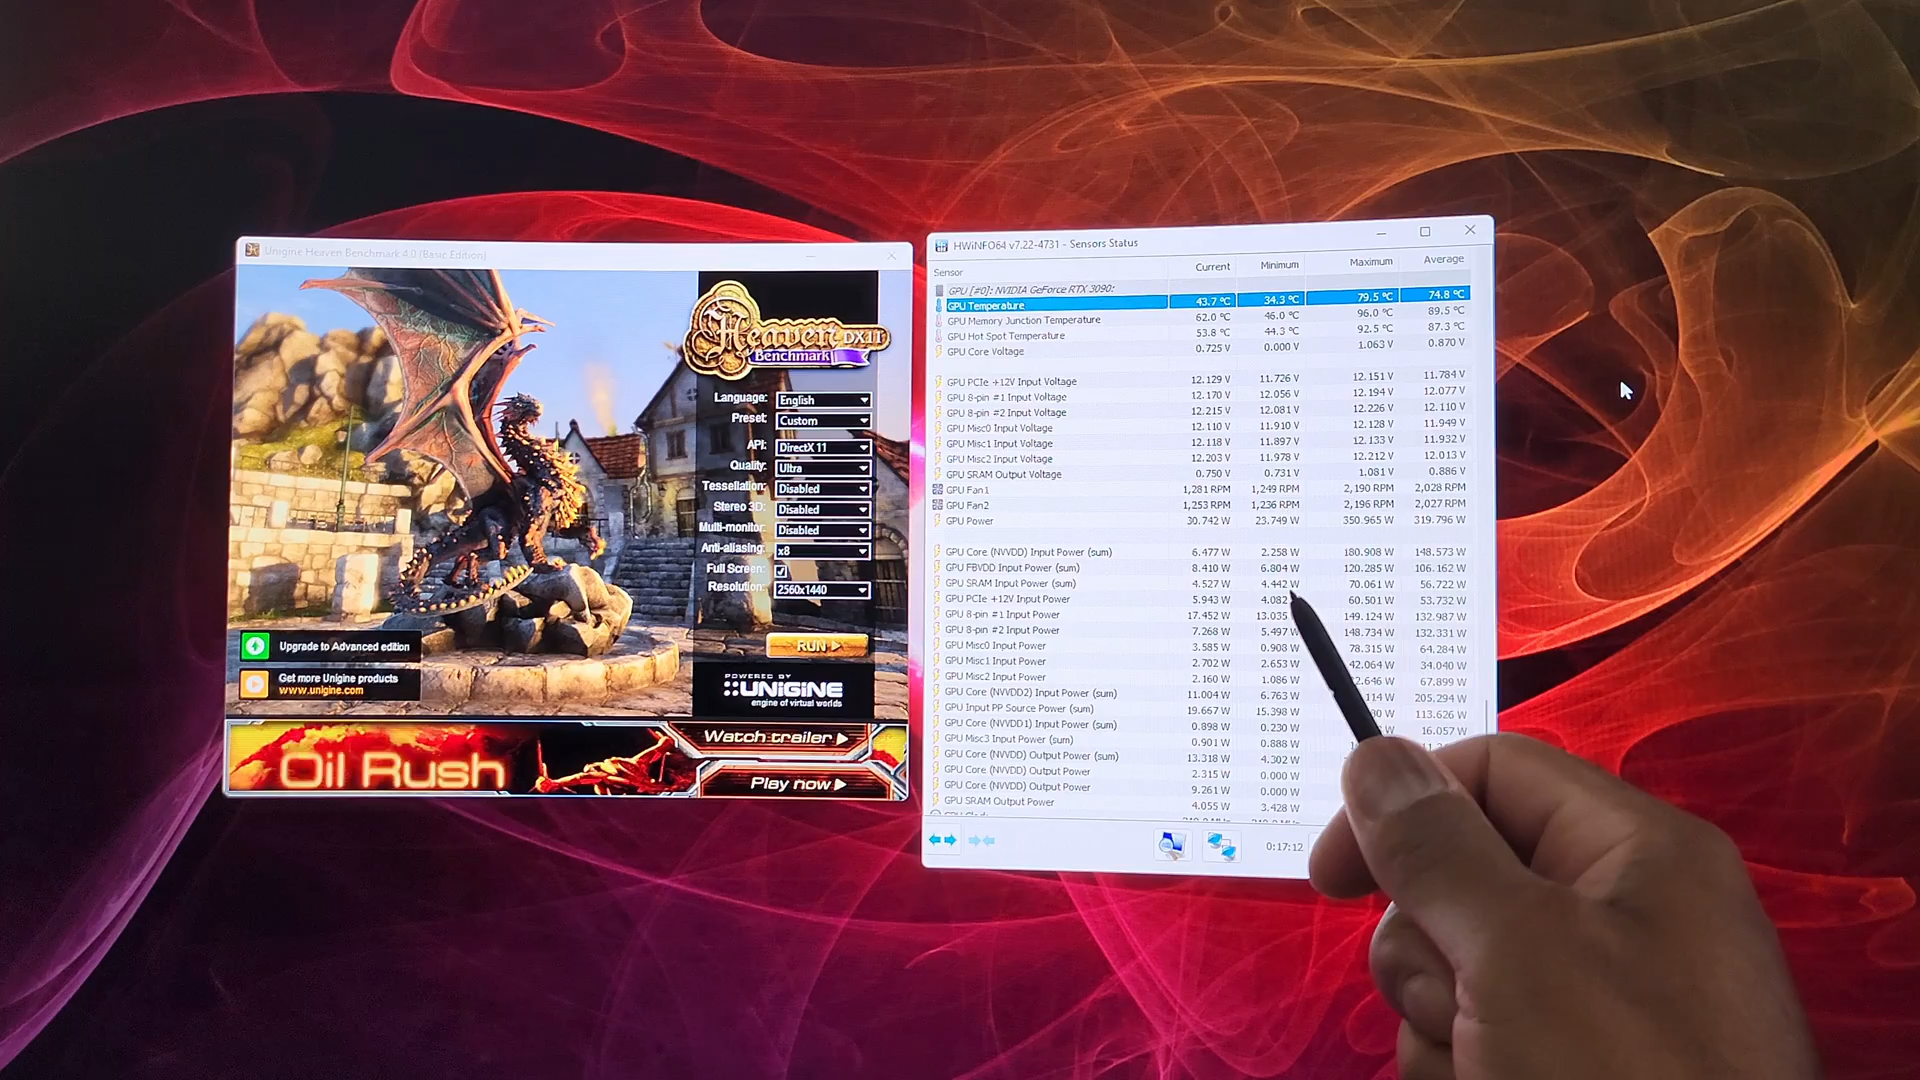 Unigine Heaven Benchmark 4.0 (Basic Edition)
Heaven DX11
Benchmark
Language: English
Preset: Custom
API: DirectX 11
Quality: Ultra
Tessellation: Disabled
Stereo 3D: Disabled
Multi-monitor: Disabled
Anti-aliasing: x8
Full Screen:
Resolution: 2560x1440
RUN
Upgrade to Advanced edition
Get more Unigine products
www.unigine.com
POWERED BY
UNIGINE
engine of virtual worlds
Oil Rush
Watch trailer
Play now
HWiNFO64 v7.22-4731 - Sensors Status
Sensor Current Minimum Maximum Average
GPU [#0]: NVIDIA GeForce RTX 3090:
GPU Temperature 43.7 °C 34.3 °C 79.5 °C 74.8 °C
GPU Memory Junction Temperature 62.0 °C 46.0 °C 96.0 °C 89.5 °C
GPU Hot Spot Temperature 53.8 °C 44.3 °C 92.5 °C 87.3 °C
GPU Core Voltage 0.725 V 0.000 V 1.063 V 0.870 V
GPU PCIe +12V Input Voltage 12.129 V 11.726 V 12.151 V 11.784 V
GPU 8-pin #1 Input Voltage 12.170 V 12.056 V 12.194 V 12.077 V
GPU 8-pin #2 Input Voltage 12.215 V 12.081 V 12.226 V 12.110 V
GPU Misc0 Input Voltage 12.110 V 11.910 V 12.128 V 11.949 V
GPU Misc1 Input Voltage 12.118 V 11.897 V 12.133 V 11.932 V
GPU Misc2 Input Voltage 12.203 V 11.978 V 12.212 V 12.013 V
GPU SRAM Output Voltage 0.750 V 0.731 V 1.081 V 0.886 V
GPU Fan1 1,281 RPM 1,249 RPM 2,190 RPM 2,028 RPM
GPU Fan2 1,253 RPM 1,236 RPM 2,196 RPM 2,027 RPM
GPU Power 30.742 W 23.749 W 350.965 W 319.796 W
GPU Core (NVVDD) Input Power (sum) 6.477 W 2.258 W 180.908 W 148.573 W
GPU FBVDD Input Power (sum) 8.410 W 6.804 W 120.285 W 106.162 W
GPU SRAM Input Power (sum) 4.527 W 4.442 W 70.061 W 56.722 W
GPU PCIe +12V Input Power 5.943 W 4.082 60.501 W 53.732 W
GPU 8-pin #1 Input Power 17.452 W 13.035 149.124 W 132.987 W
GPU 8-pin #2 Input Power 7.268 W 5.497 W 148.734 W 132.331 W
GPU Misc0 Input Power 3.585 W 0.908 W 78.315 W 64.284 W
GPU Misc1 Input Power 2.702 W 2.653 W 42.064 W 34.040 W
GPU Misc2 Input Power 2.160 W 1.086 W 2.646 W 67.899 W
GPU Core (NVVDD2) Input Power (sum) 11.004 W 6.763 W 114 W 205.294 W
GPU Input PP Source Power (sum) 19.667 W 15.398 W W 113.626 W
GPU Core (NVVDD1) Input Power (sum) 0.898 W 0.230 W W 16.057 W
GPU Misc3 Input Power (sum) 0.901 W 0.888 W
GPU Core (NVVDD) Output Power (sum) 13.318 W 4.302 W
GPU Core (NVVDD) Output Power 2.315 W 0.000 W
GPU Core (NVVDD) Output Power 9.261 W 0.000 W
GPU SRAM Output Power 4.055 W 3.428 W
0:17:12